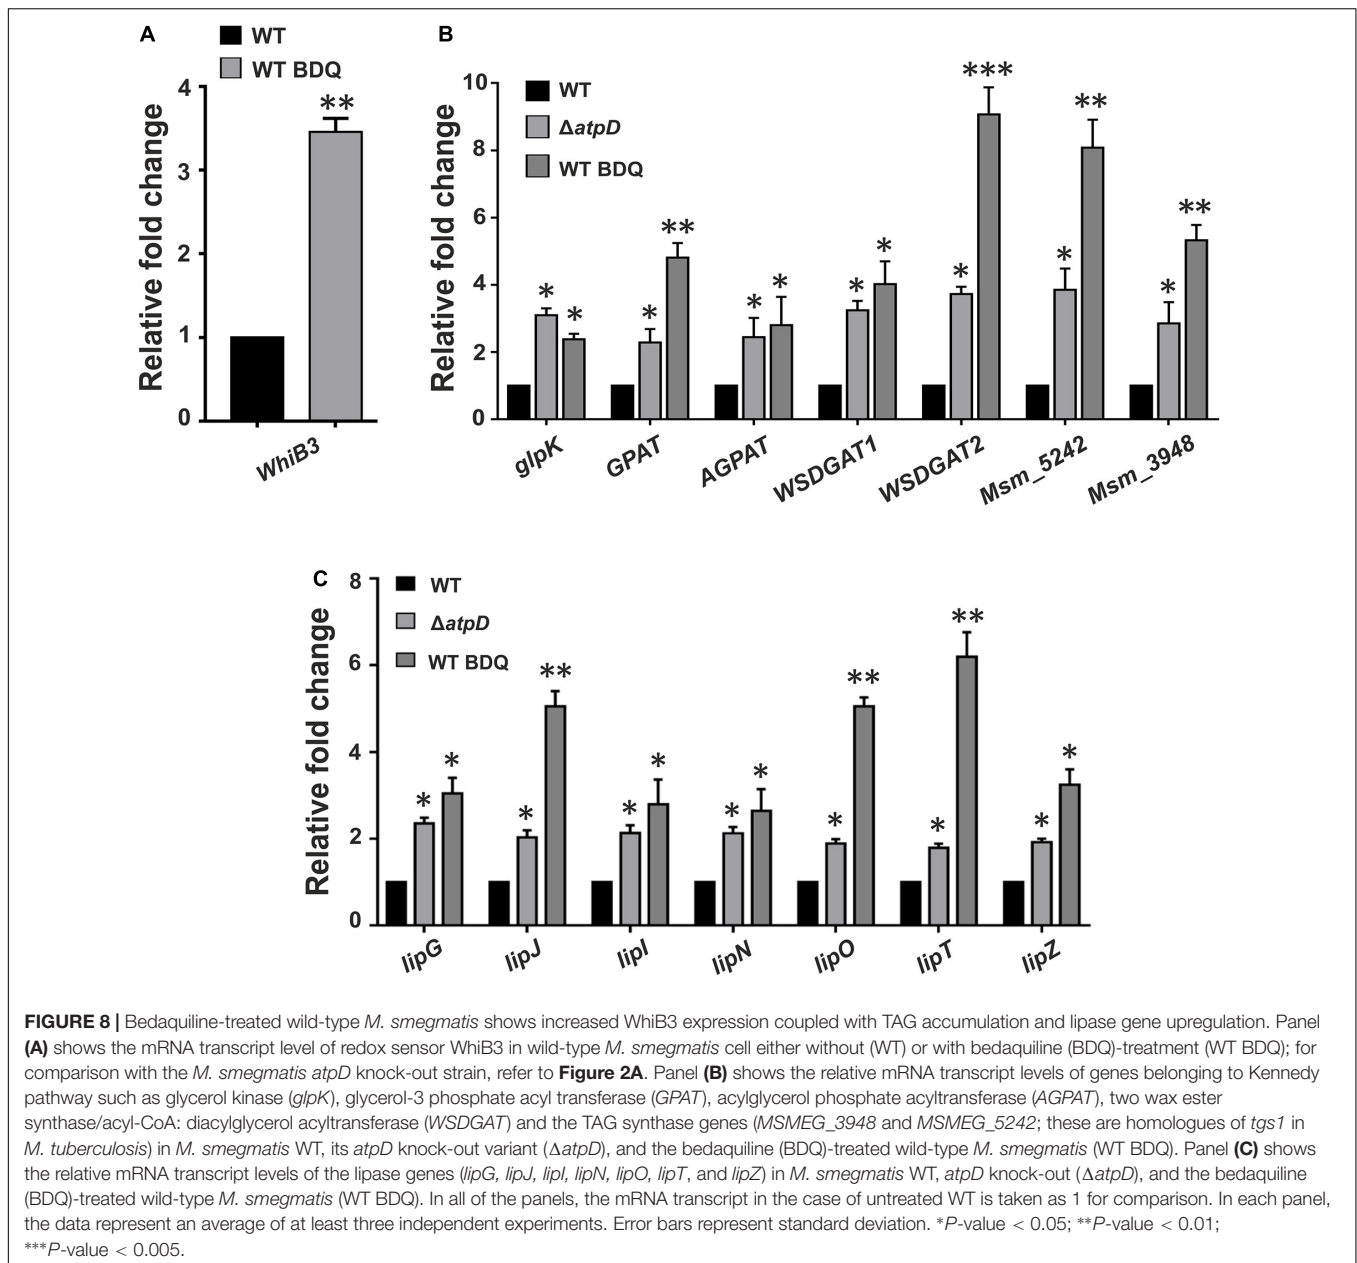 A
WT
WT BDQ
Relative fold change
4
3
2
1
0
**
WhiB3
B
WT
ΔatpD
WT BDQ
Relative fold change
10
8
6
4
2
0
* * * ** * * * * * *** * ** * **
glpK GPAT AGPAT WSDGAT1 WSDGAT2 Msm_5242 Msm_3948
C
WT
ΔatpD
WT BDQ
Relative fold change
8
6
4
2
0
* * * ** * * * * * ** * ** * *
lipG lipJ lipI lipN lipO lipT lipZ
FIGURE 8 | Bedaquiline-treated wild-type M. smegmatis shows increased WhiB3 expression coupled with TAG accumulation and lipase gene upregulation. Panel
(A) shows the mRNA transcript level of redox sensor WhiB3 in wild-type M. smegmatis cell either without (WT) or with bedaquiline (BDQ)-treatment (WT BDQ); for
comparison with the M. smegmatis atpD knock-out strain, refer to Figure 2A. Panel (B) shows the relative mRNA transcript levels of genes belonging to Kennedy
pathway such as glycerol kinase (glpK), glycerol-3 phosphate acyl transferase (GPAT), acylglycerol phosphate acyltransferase (AGPAT), two wax ester
synthase/acyl-CoA: diacylglycerol acyltransferase (WSDGAT) and the TAG synthase genes (MSMEG_3948 and MSMEG_5242; these are homologues of tgs1 in
M. tuberculosis) in M. smegmatis WT, its atpD knock-out variant (ΔatpD), and the bedaquiline (BDQ)-treated wild-type M. smegmatis (WT BDQ). Panel (C) shows
the relative mRNA transcript levels of the lipase genes (lipG, lipJ, lipI, lipN, lipO, lipT, and lipZ) in M. smegmatis WT, atpD knock-out (ΔatpD), and the bedaquiline
(BDQ)-treated wild-type M. smegmatis (WT BDQ). In all of the panels, the mRNA transcript in the case of untreated WT is taken as 1 for comparison. In each panel,
the data represent an average of at least three independent experiments. Error bars represent standard deviation. *P-value < 0.05; **P-value < 0.01;
***P-value < 0.005.